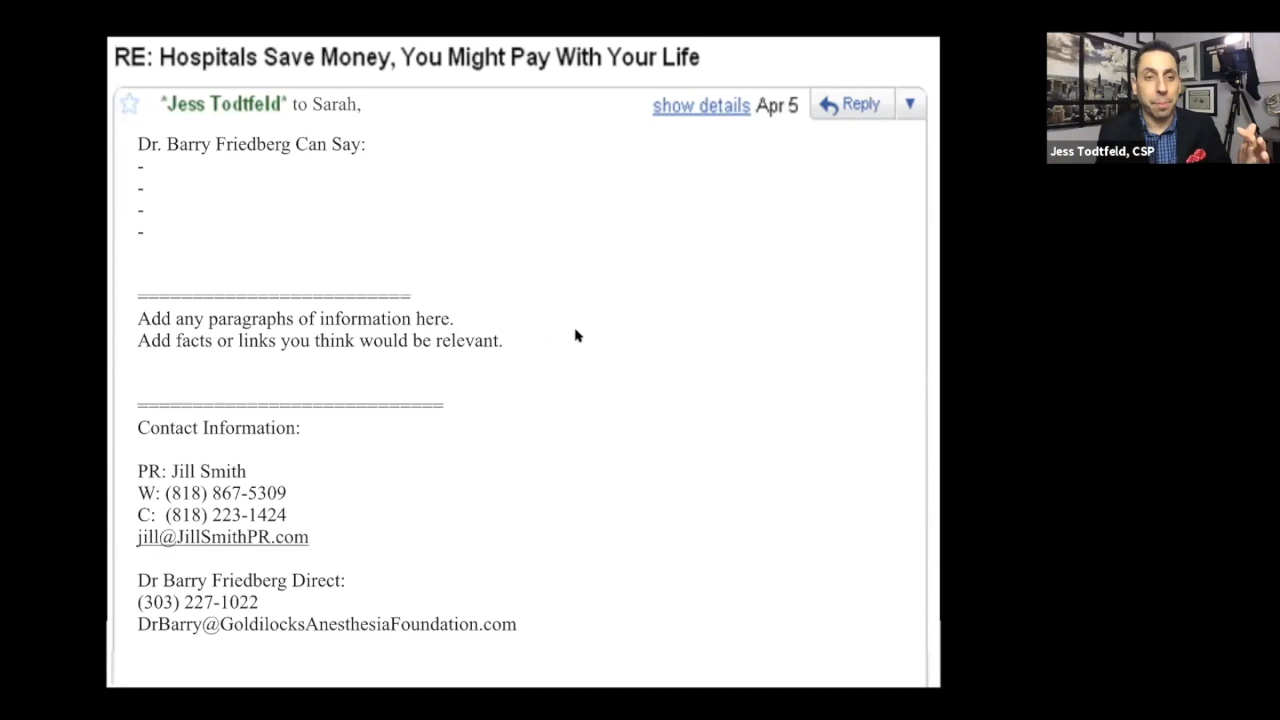 RE: Hospitals Save Money, You Might Pay With Your Life
*Jess Todtfeld* to Sarah,
show details Apr 5 Reply
Dr. Barry Friedberg Can Say:
-
-
-
-
=========================
Add any paragraphs of information here.
Add facts or links you think would be relevant.
============================
Contact Information:
PR: Jill Smith
W: (818) 867-5309
C: (818) 223-1424
jill@JillSmithPR.com
Dr Barry Friedberg Direct:
(303) 227-1022
DrBarry@GoldilocksAnesthesiaFoundation.com
Jess Todtfeld, CSP